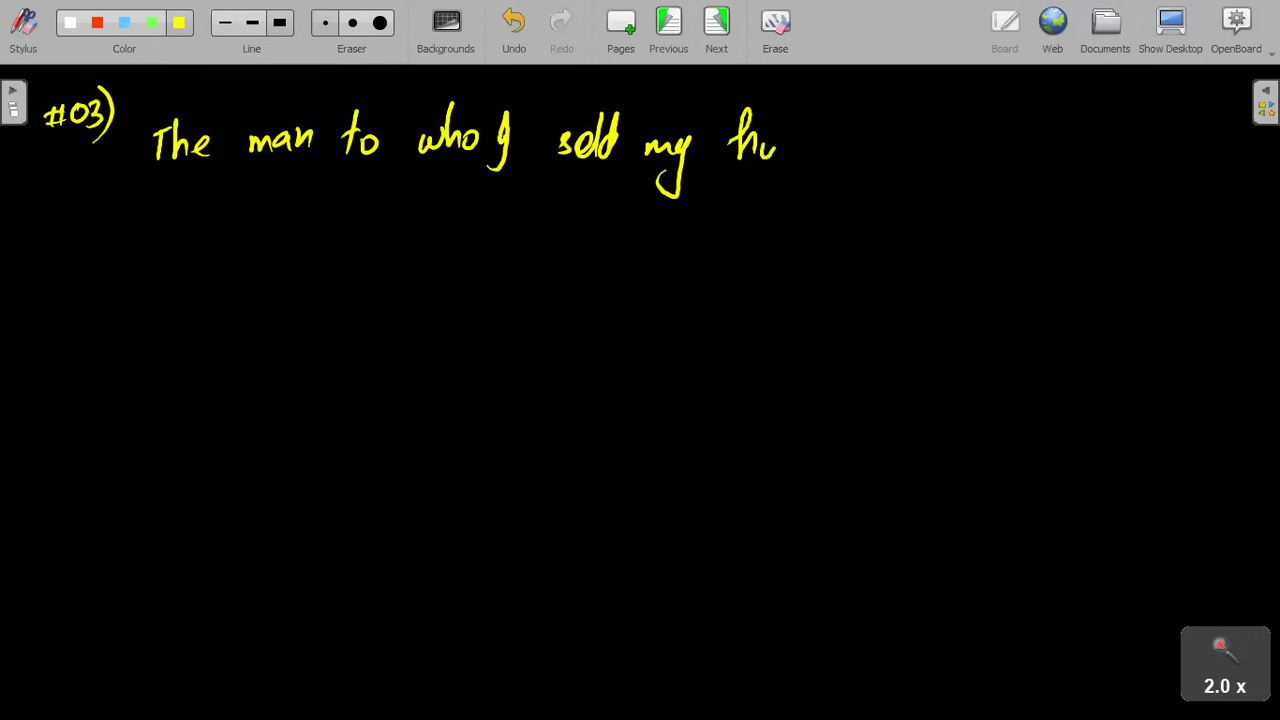 Stylus
Color
Line
Eraser
Backgrounds
Undo
Redo
Pages
Previous
Next
Erase
Board
Web
Documents
Show Desktop
OpenBoard
#03) The man to who I sold my
2.0 x